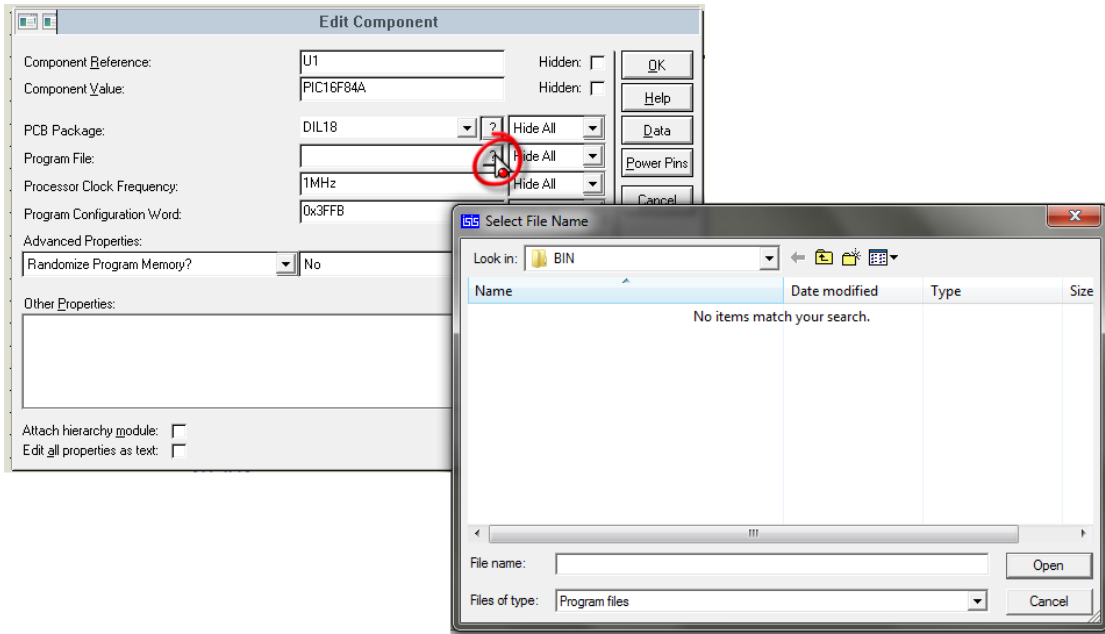 Edit Component
Component Reference: U1 Hidden: OK
Component Value: PIC16F84A Hidden: Help
PCB Package: DIL18 ? Hide All Data
Program File: ? Hide All Power Pins
Processor Clock Frequency: 1MHz Hide All Cancel
Program Configuration Word: 0x3FFB
Advanced Properties:
Randomize Program Memory? No
Other Properties:
Attach hierarchy module:
Edit all properties as text:
ISIS Select File Name
Look in: BIN
Name Date modified Type Size
No items match your search.
File name: Open
Files of type: Program files Cancel